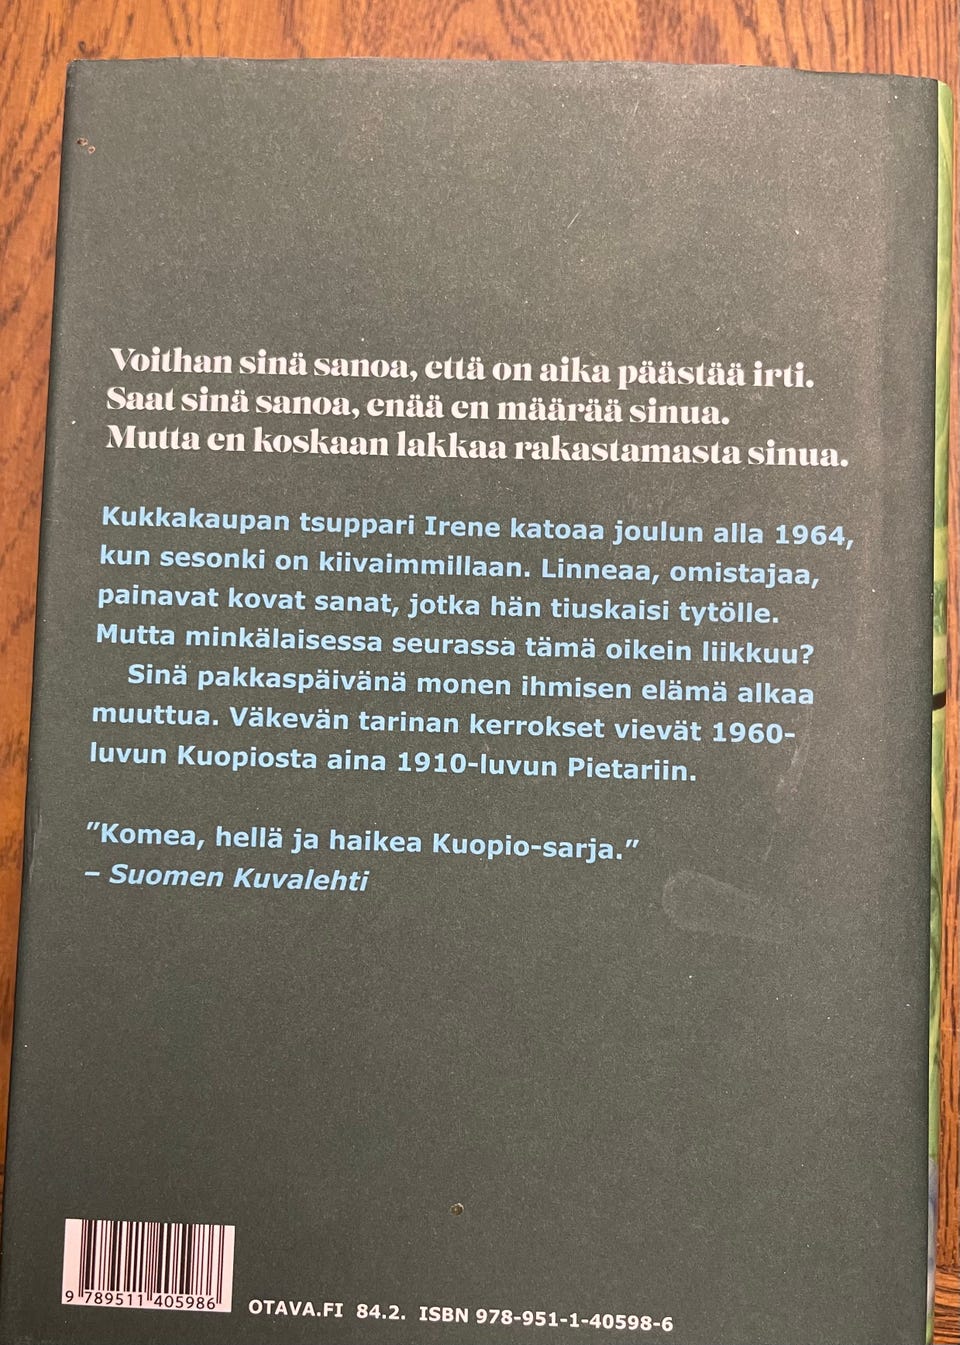 Voithan sinä sanoa, että on aika päästää irti.
Saat sinä sanoa, enää en määrää sinua.
Mutta en koskaan lakkaa rakastamasta sinua.
Kukkakaupan tsuppari Irene katoaa joulun alla 1964,
kun sesonki on kiivaimmillaan. Linneaa, omistajaa,
painavat kovat sanat, jotka hän tiuskaisi tytölle.
Mutta minkälaisessa seurassa tämä oikein liikkuu?
Sinä pakkaspäivänä monen ihmisen elämä alkaa
muuttua. Väkevän tarinan kerrokset vievät 1960-
luvun Kuopiosta aina 1910-luvun Pietariin.
”Komea, hellä ja haikea Kuopio-sarja.”
– Suomen Kuvalehti
9 789511 405986
OTAVA.FI 84.2. ISBN 978-951-1-40598-6